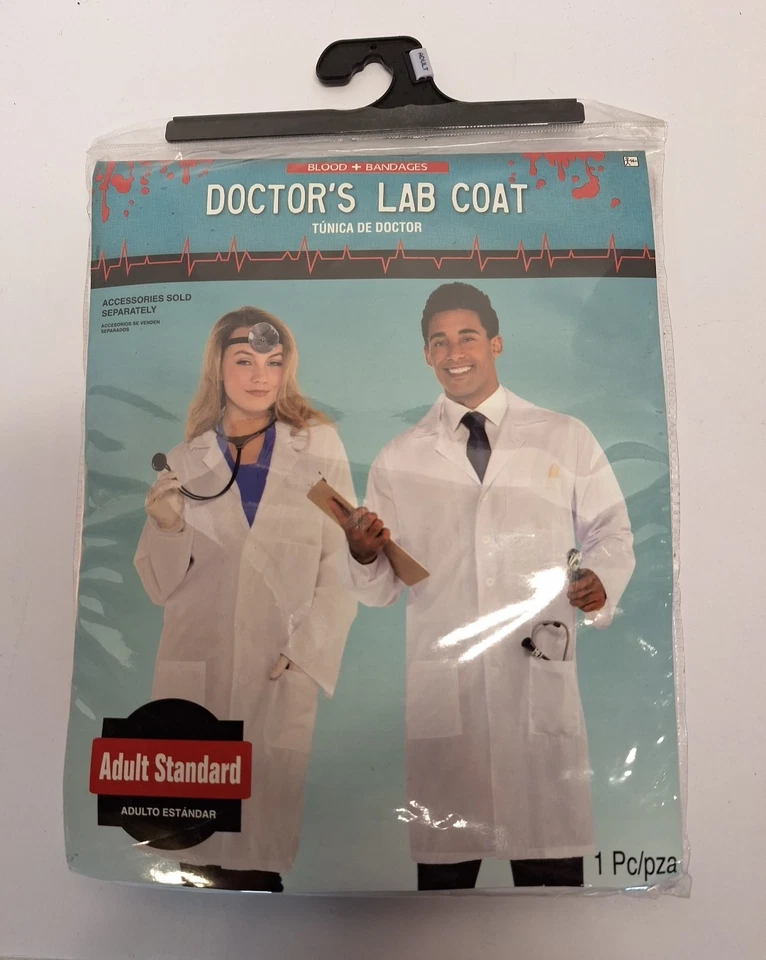 ADULT
BLOOD + BANDAGES
DOCTOR'S LAB COAT
TÚNICA DE DOCTOR
ACCESSORIES SOLD
SEPARATELY
ACCESORIOS SE VENDEN
SEPARADOS
Adult Standard
ADULTO ESTÁNDAR
1 Pc/pza